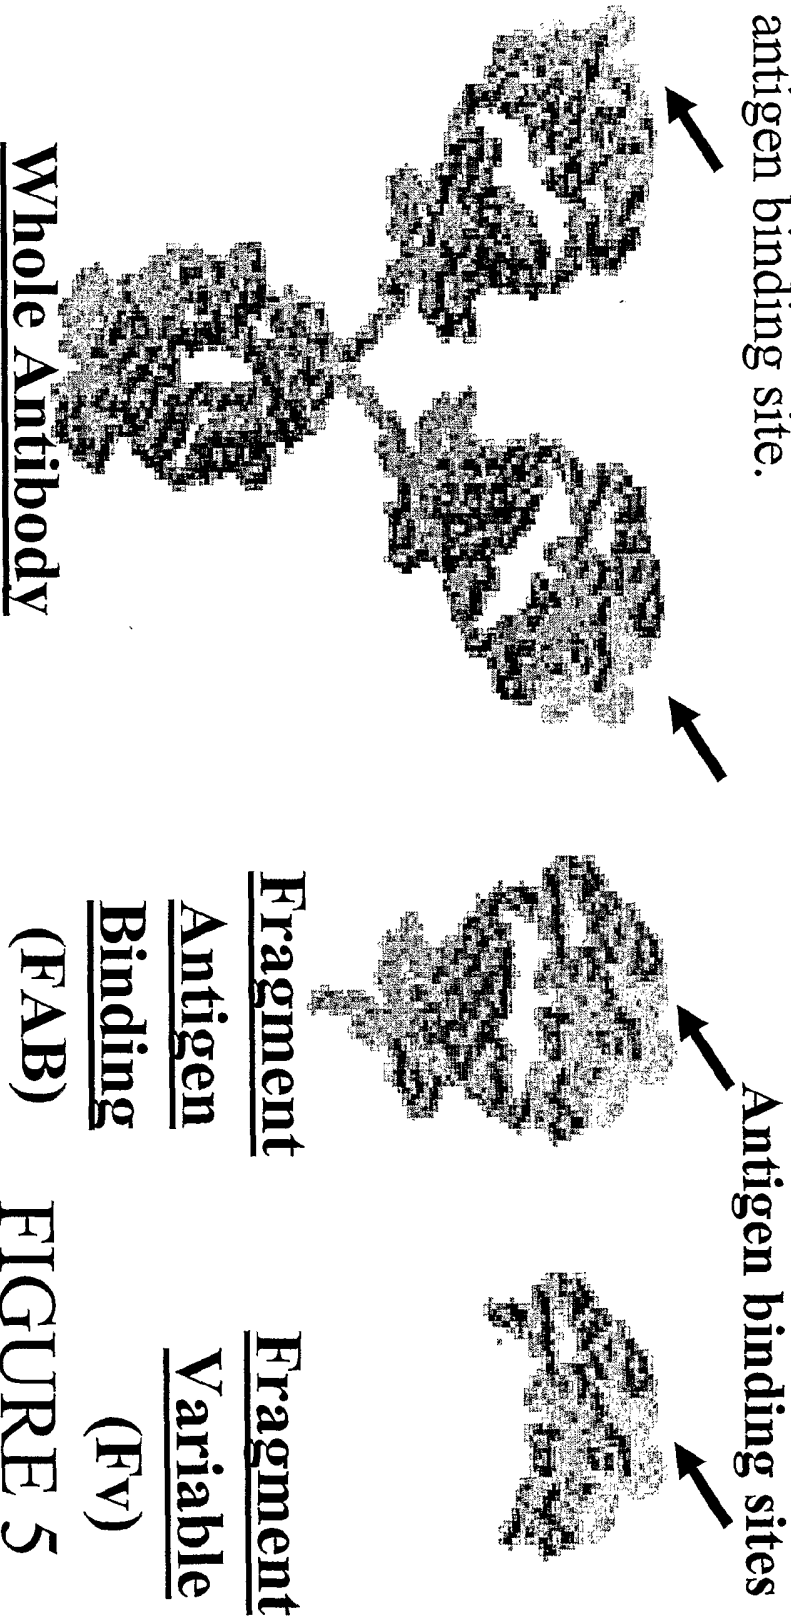 antigen binding site.
Antigen binding sites
Whole Antibody
Fragment
Antigen
Binding
(FAB)
Fragment
Variable
(Fv)
FIGURE 5